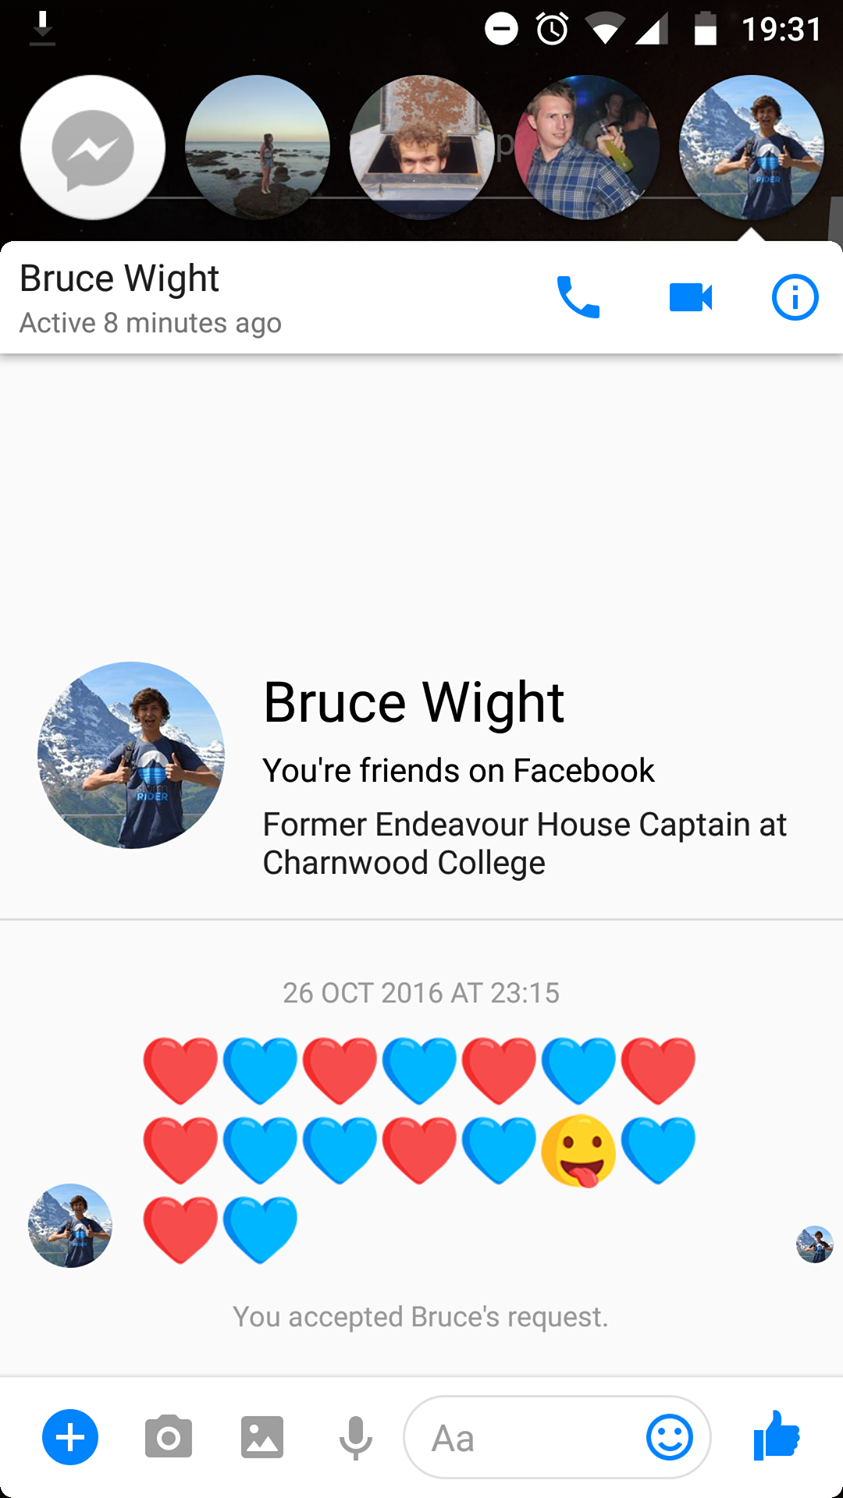 19:31
p
Bruce Wight
Active 8 minutes ago
Bruce Wight
You're friends on Facebook
Former Endeavour House Captain at
Charnwood College
RIDER
26 OCT 2016 AT 23:15
You accepted Bruce's request.
Aa